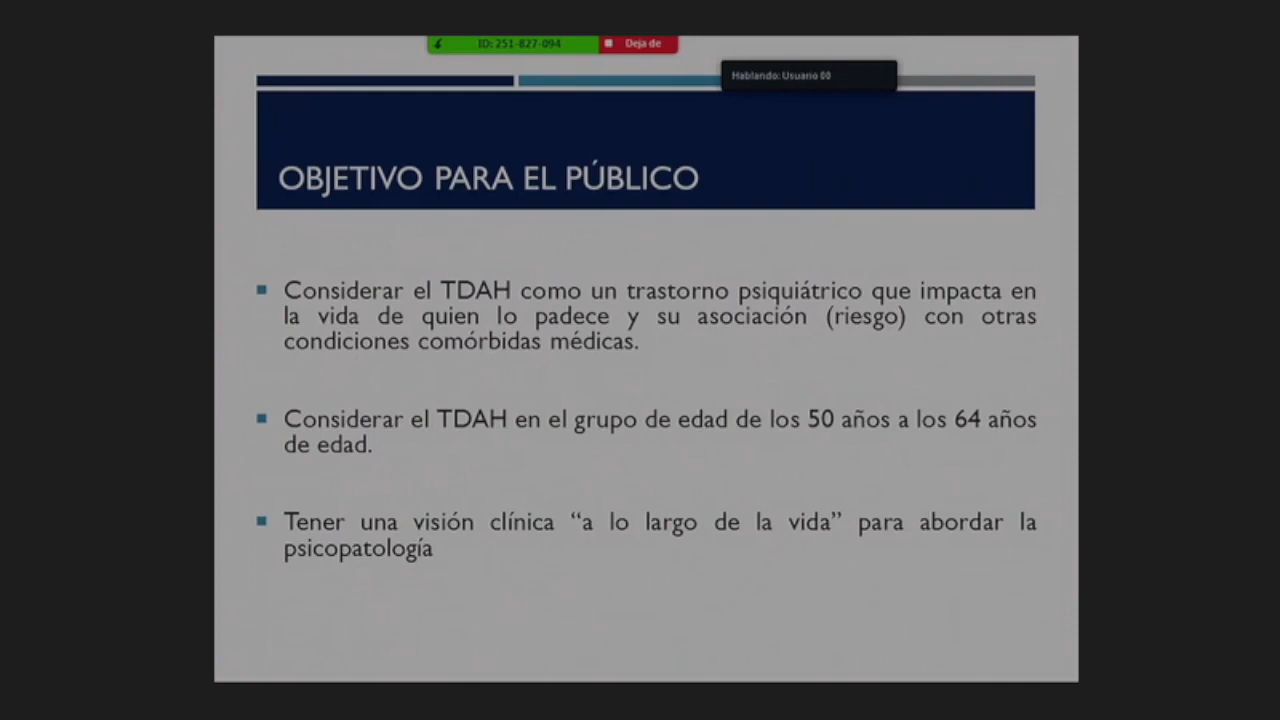 ID: 251-827-094
Deja de
Hablando: Usuario 00
OBJETIVO PARA EL PÚBLICO
Considerar el TDAH como un trastorno psiquiátrico que impacta en
la vida de quien lo padece y su asociación (riesgo) con otras
condiciones comórbidas médicas.
Considerar el TDAH en el grupo de edad de los 50 años a los 64 años
de edad.
Tener una visión clínica “a lo largo de la vida” para abordar la
psicopatología